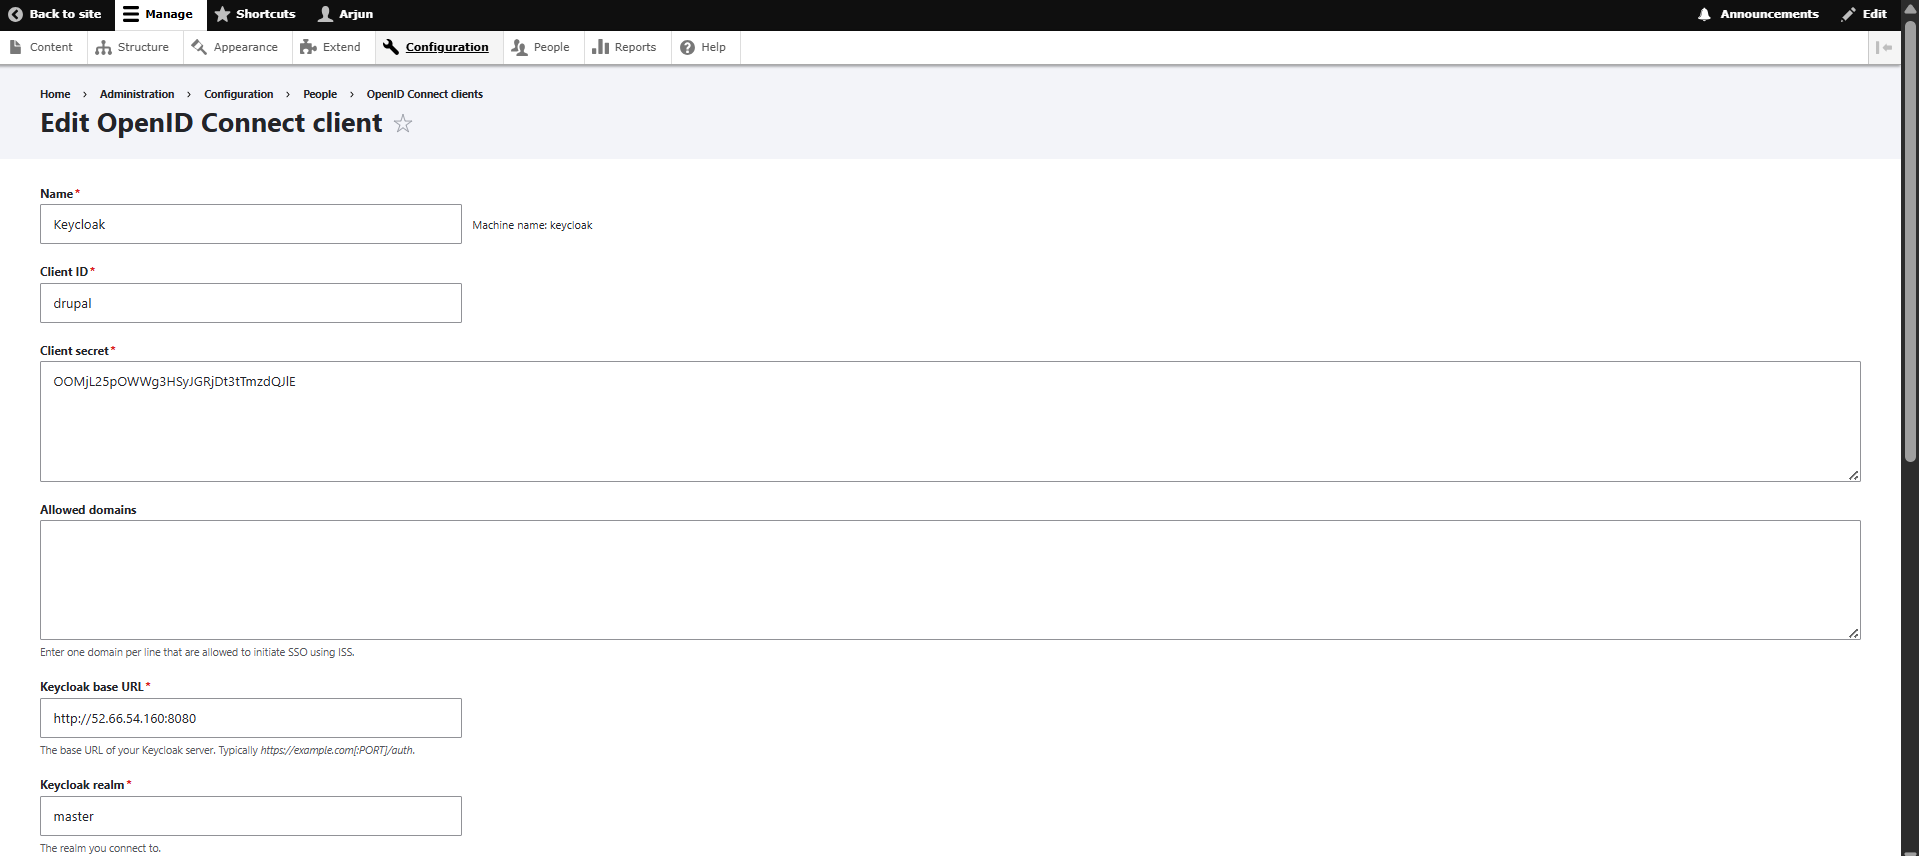 Back to site Manage Shortcuts Arjun Announcements Edit
Content Structure Appearance Extend Configuration People Reports Help
Home › Administration › Configuration › People › OpenID Connect clients
Edit OpenID Connect client
Name*
Keycloak
Machine name: keycloak
Client ID*
drupal
Client secret*
OOMjL25pOWWg3HSyJGRjDt3tTmzdQJlE
Allowed domains
Enter one domain per line that are allowed to initiate SSO using ISS.
Keycloak base URL*
http://52.66.54.160:8080
The base URL of your Keycloak server. Typically https://example.com[:PORT]/auth.
Keycloak realm*
master
The realm you connect to.